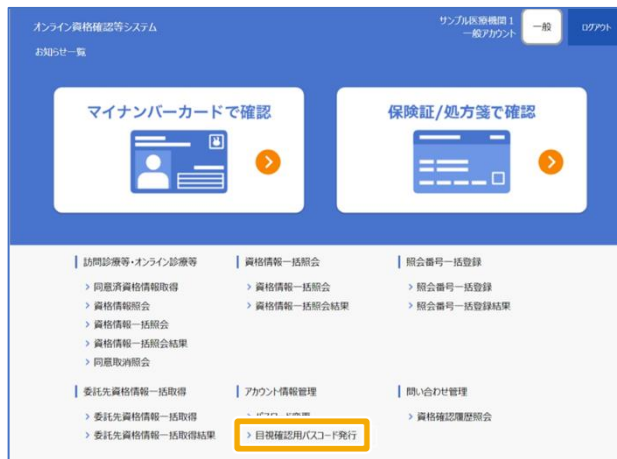 オンライン資格確認等システム
サンプル医療機関1
一般アカウント
一般
ログアウト
お知らせ一覧
マイナンバーカードで確認
保険証/処方箋で確認
訪問診療等・オンライン診療等
> 同意済資格情報取得
> 資格情報照会
> 資格情報一括照会
> 資格情報一括照会結果
> 同意取消照会
資格情報一括照会
> 資格情報一括照会
> 資格情報一括照会結果
照会番号一括登録
> 照会番号一括登録
> 照会番号一括登録結果
委託先資格情報一括取得
> 委託先資格情報一括取得
> 委託先資格情報一括取得結果
アカウント情報管理
> パスワード変更
> 目視確認用パスコード発行
問い合わせ管理
> 資格確認履歴照会